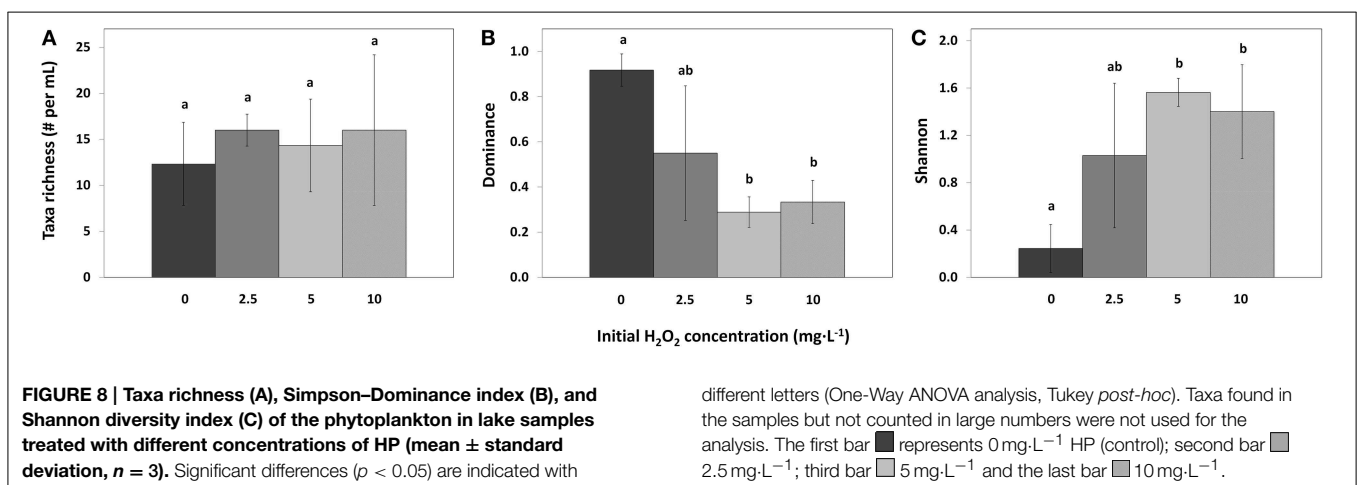 A
Taxa richness (# per mL)
25
20
15
10
5
0
a
a
a
a
0 2.5 5 10
B
Dominance
1.0
0.8
0.6
0.4
0.2
0.0
a
ab
b
b
0 2.5 5 10
Initial H₂O₂ concentration (mg·L⁻¹)
C
Shannon
2.0
1.6
1.2
0.8
0.4
0.0
a
ab
b
b
0 2.5 5 10
FIGURE 8 | Taxa richness (A), Simpson–Dominance index (B), and
Shannon diversity index (C) of the phytoplankton in lake samples
treated with different concentrations of HP (mean ± standard
deviation, n = 3). Significant differences (p < 0.05) are indicated with
different letters (One-Way ANOVA analysis, Tukey post-hoc). Taxa found in
the samples but not counted in large numbers were not used for the
analysis. The first bar represents 0 mg·L⁻¹ HP (control); second bar
2.5 mg·L⁻¹; third bar 5 mg·L⁻¹ and the last bar 10 mg·L⁻¹.